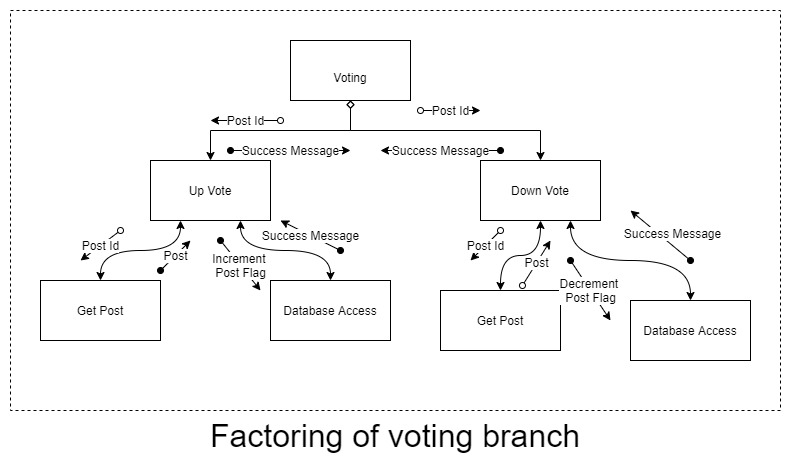 Voting
Post Id
Post Id
Success Message
Success Message
Up Vote
Down Vote
Post Id
Post
Increment
Post Flag
Success Message
Post Id
Post
Decrement
Post Flag
Success Message
Get Post
Database Access
Get Post
Database Access
Factoring of voting branch